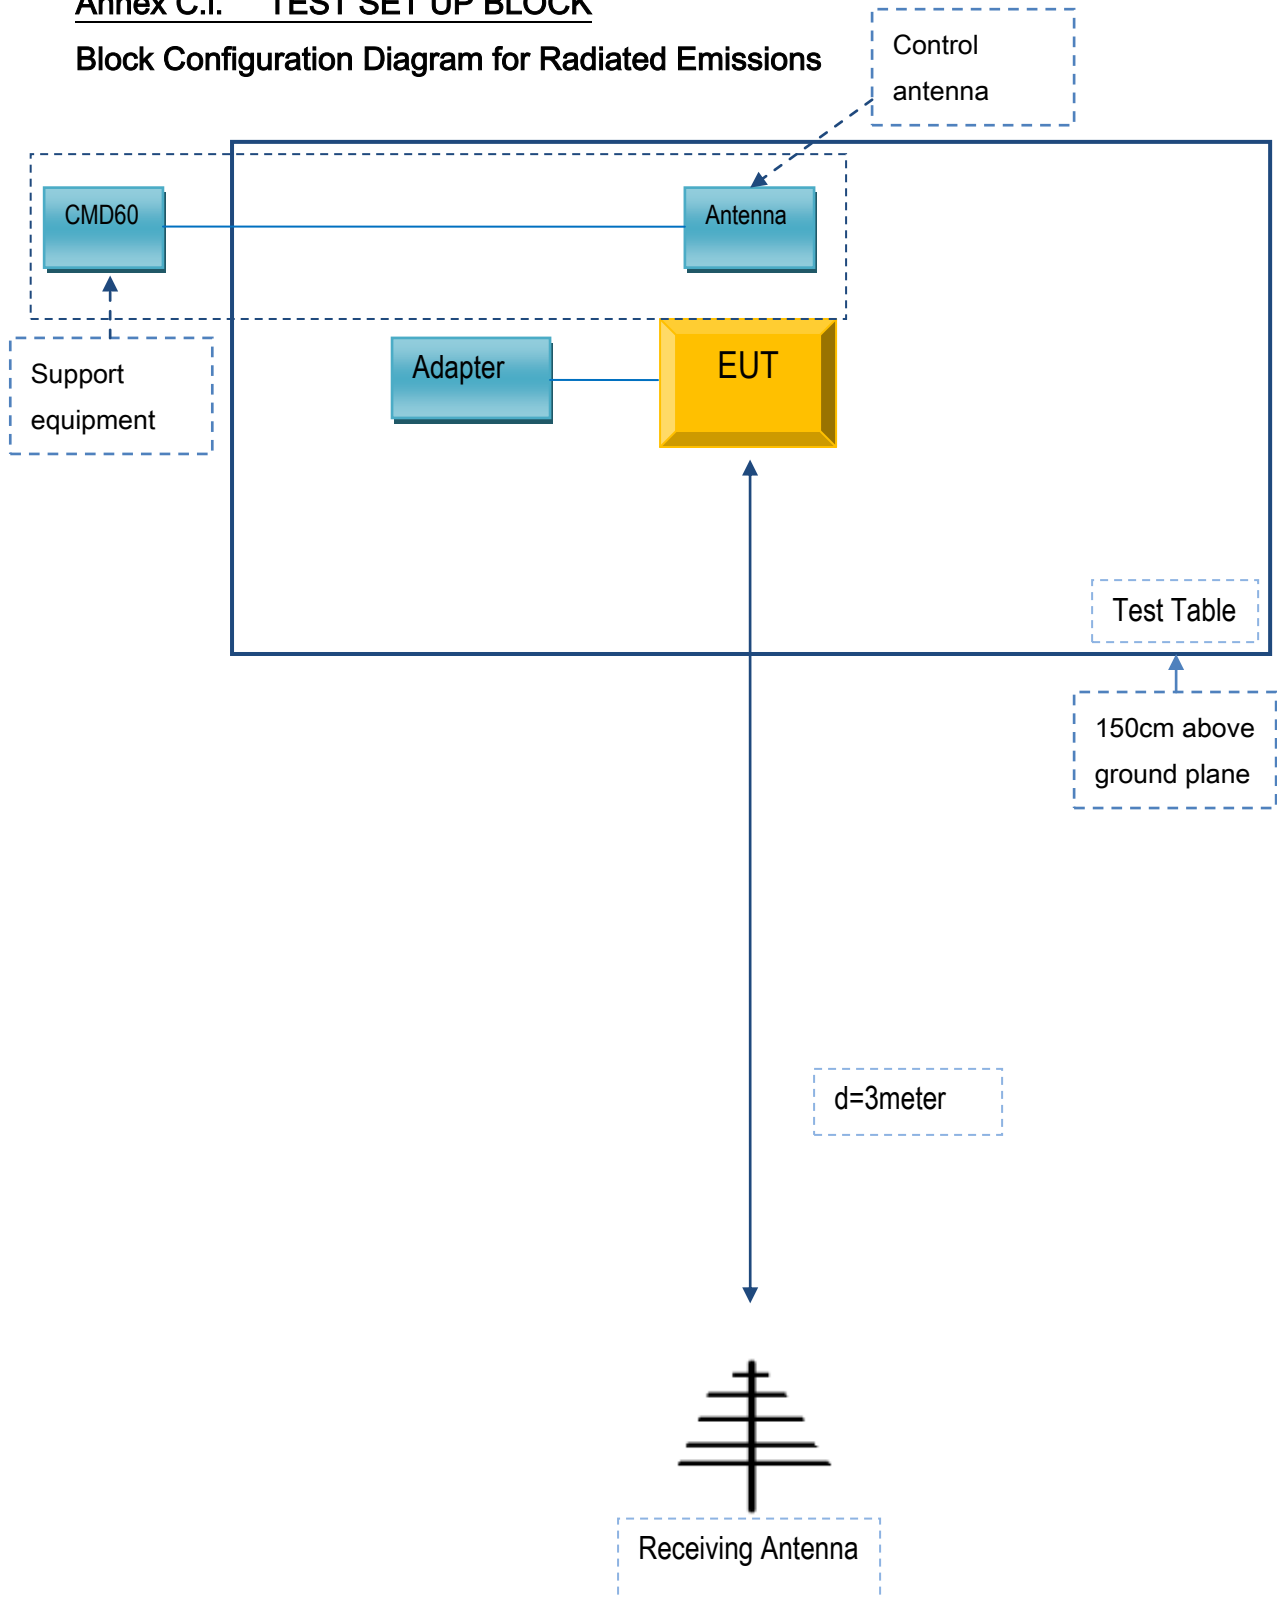 Annex C.i. TEST SET UP BLOCK
Block Configuration Diagram for Radiated Emissions
Control
antenna
CMD60
Antenna
Support
equipment
Adapter
EUT
Test Table
150cm above
ground plane
d=3meter
Receiving Antenna